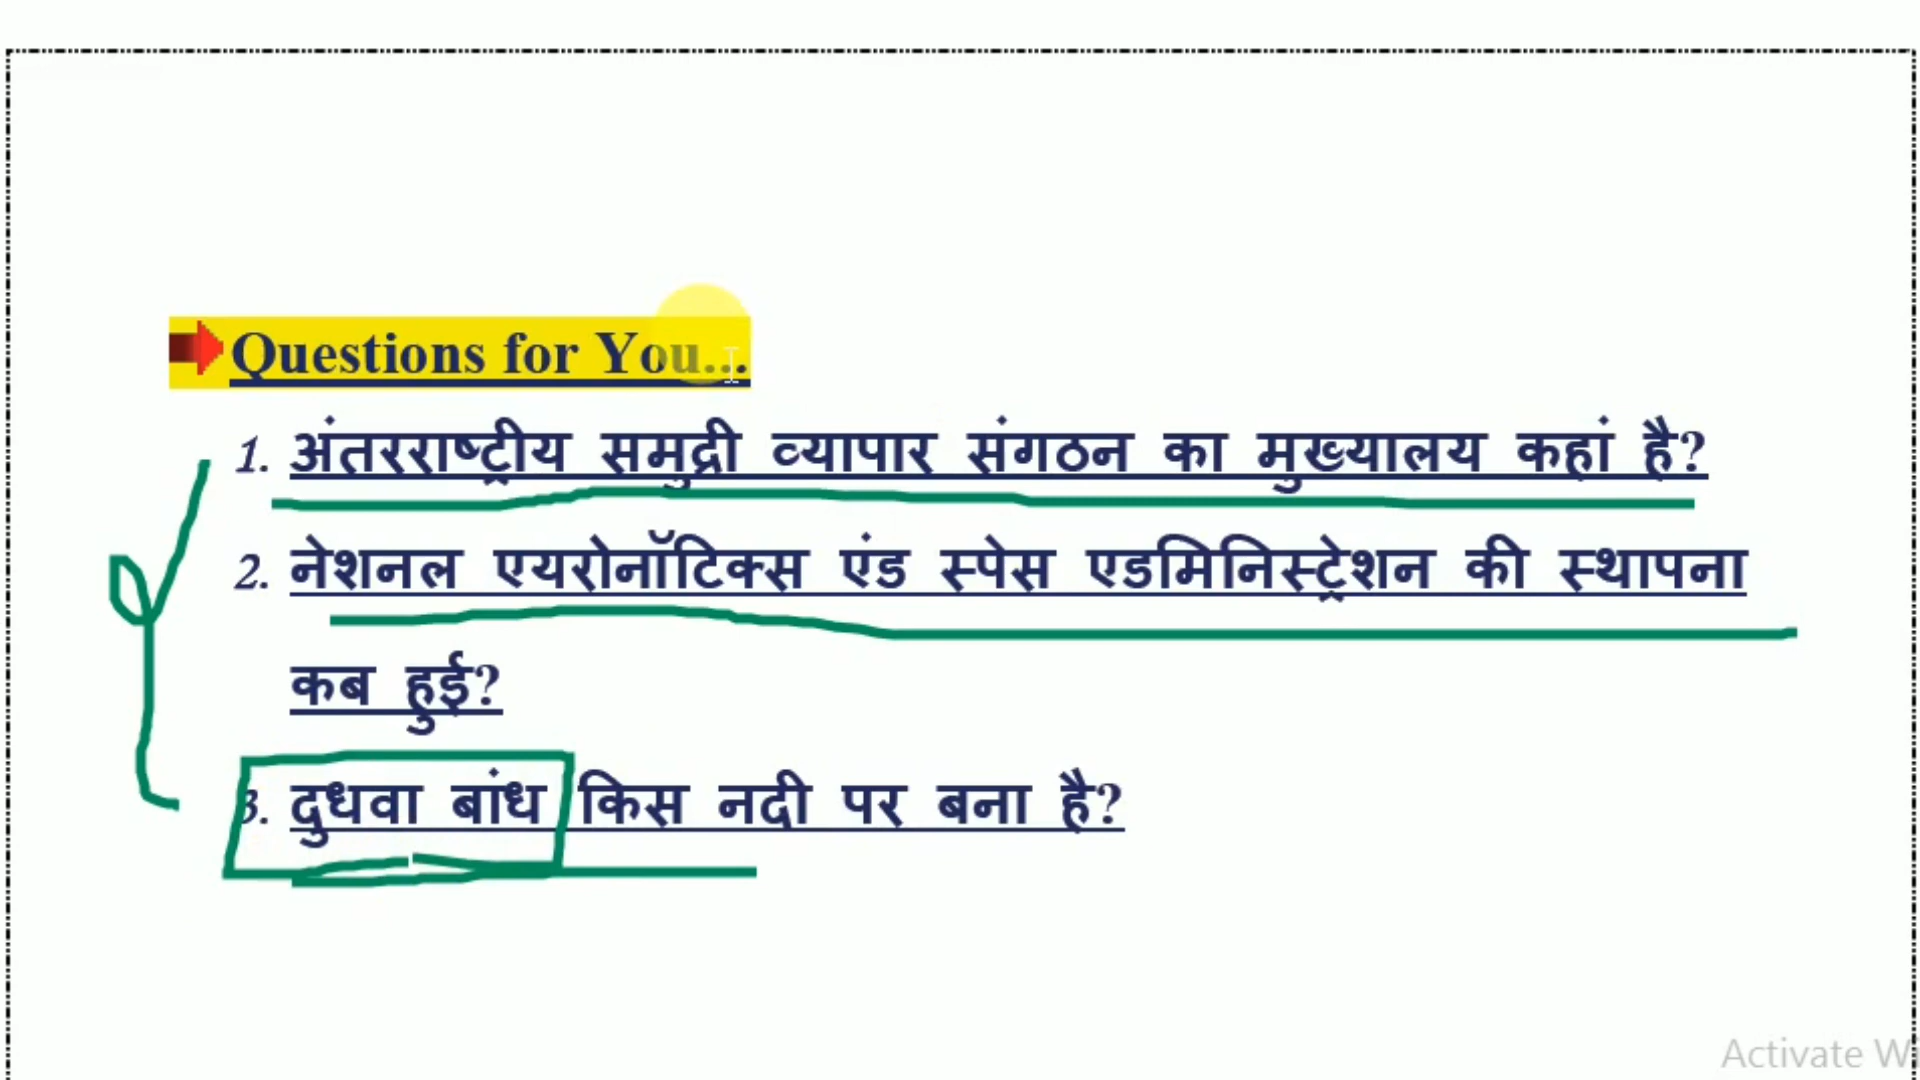 Questions for You...
1. अंतरराष्ट्रीय समुद्री व्यापार संगठन का मुख्यालय कहां है?
2. नेशनल एयरोनॉटिक्स एंड स्पेस एडमिनिस्ट्रेशन की स्थापना
कब हुई?
3. दुधवा बांध किस नदी पर बना है?
Activate Wi